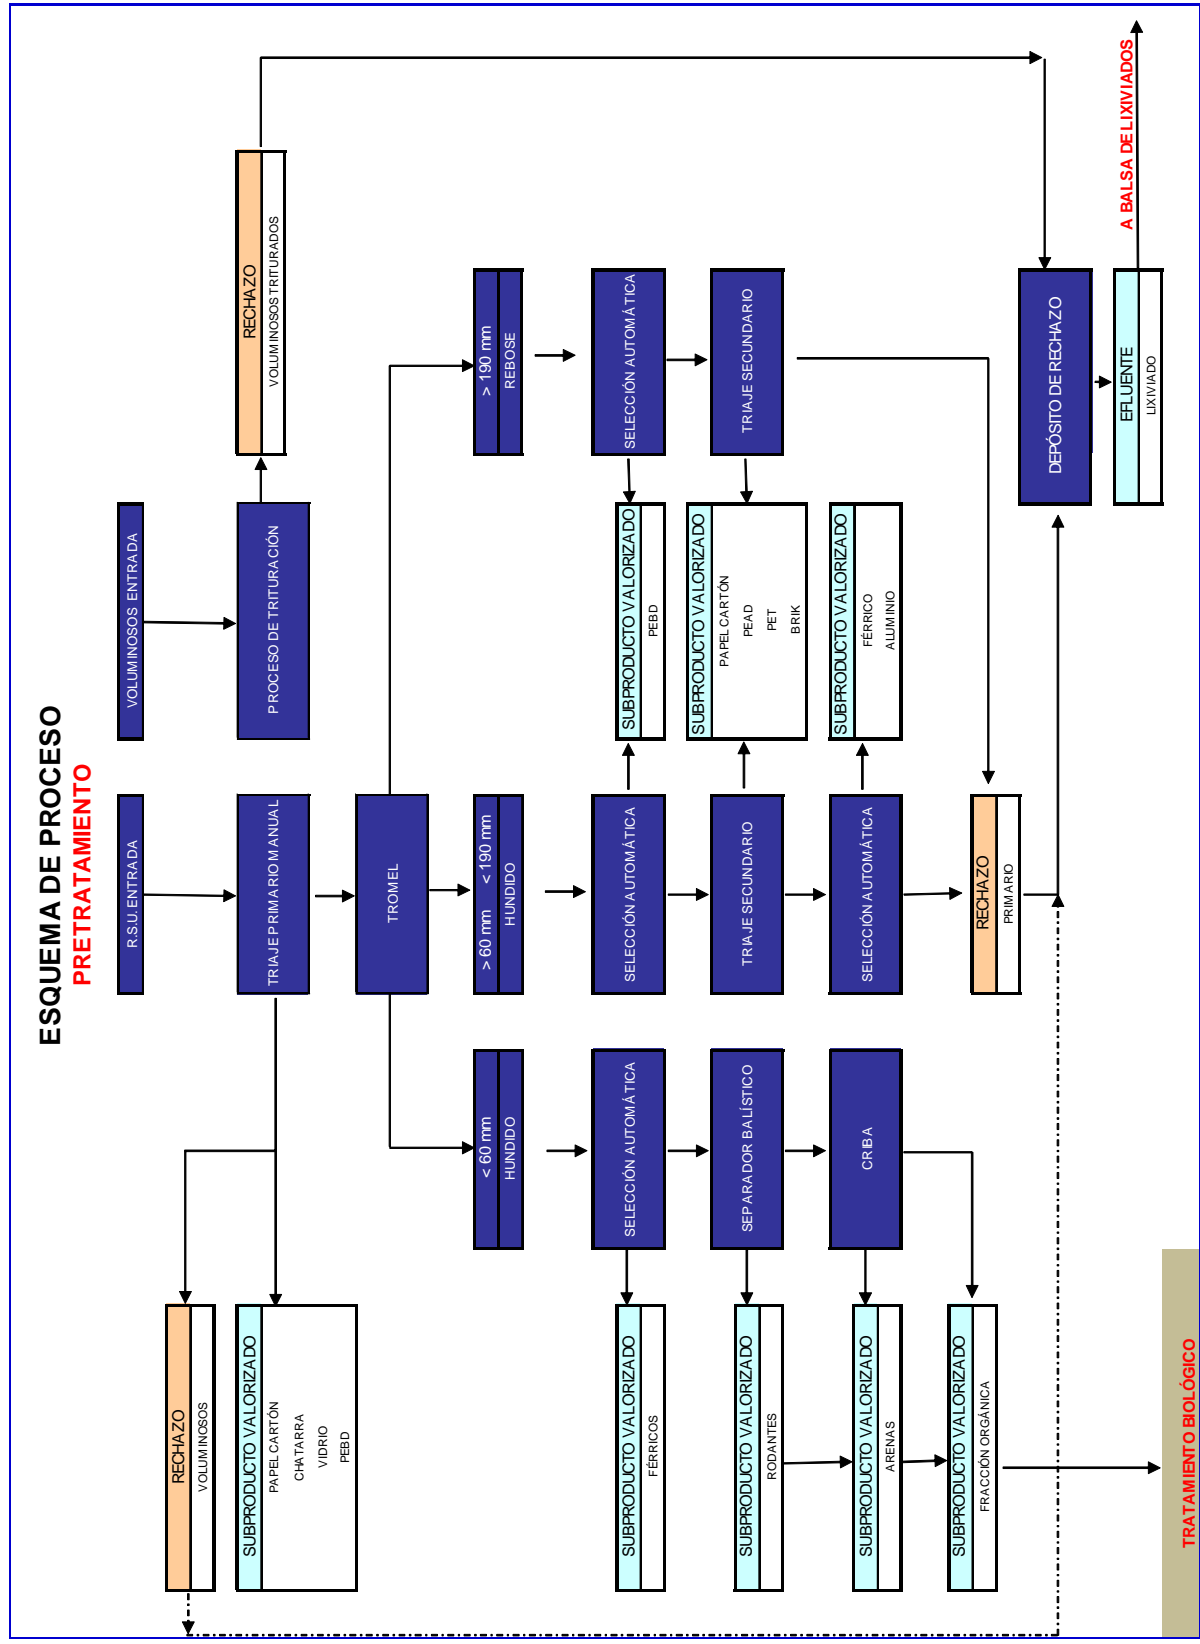 ESQUEMA DE PROCESO
PRETRATAMIENTO
R.S.U. ENTRADA
VOLUMINOSOS ENTRADA
RECHAZO
VOLUMINOSOS
SUBPRODUCTO VALORIZADO
PAPEL CARTÓN
CHATARRA
VIDRIO
PEBD
TRIAJE PRIMARIO MANUAL
PROCESO DE TRITURACIÓN
RECHAZO
VOLUMINOSOS TRITURADOS
TROMEL
< 60 mm
HUNDIDO
> 60 mm < 190 mm
HUNDIDO
> 190 mm
REBOSE
SUBPRODUCTO VALORIZADO
FÉRRICOS
SELECCIÓN AUTOMÁTICA
SELECCIÓN AUTOMÁTICA
SUBPRODUCTO VALORIZADO
PEBD
SELECCIÓN AUTOMÁTICA
SUBPRODUCTO VALORIZADO
RODANTES
SEPARADOR BALÍSTICO
TRIAJE SECUNDARIO
SUBPRODUCTO VALORIZADO
PAPEL CARTÓN
PEAD
PET
BRIK
TRIAJE SECUNDARIO
SUBPRODUCTO VALORIZADO
ARENAS
CRIBA
SELECCIÓN AUTOMÁTICA
SUBPRODUCTO VALORIZADO
FÉRRICO
ALUMINIO
SUBPRODUCTO VALORIZADO
FRACCIÓN ORGÁNICA
RECHAZO
PRIMARIO
DEPÓSITO DE RECHAZO
EFLUENTE
LIXIVIADO
A BALSA DE LIXIVIADOS
TRATAMIENTO BIOLÓGICO